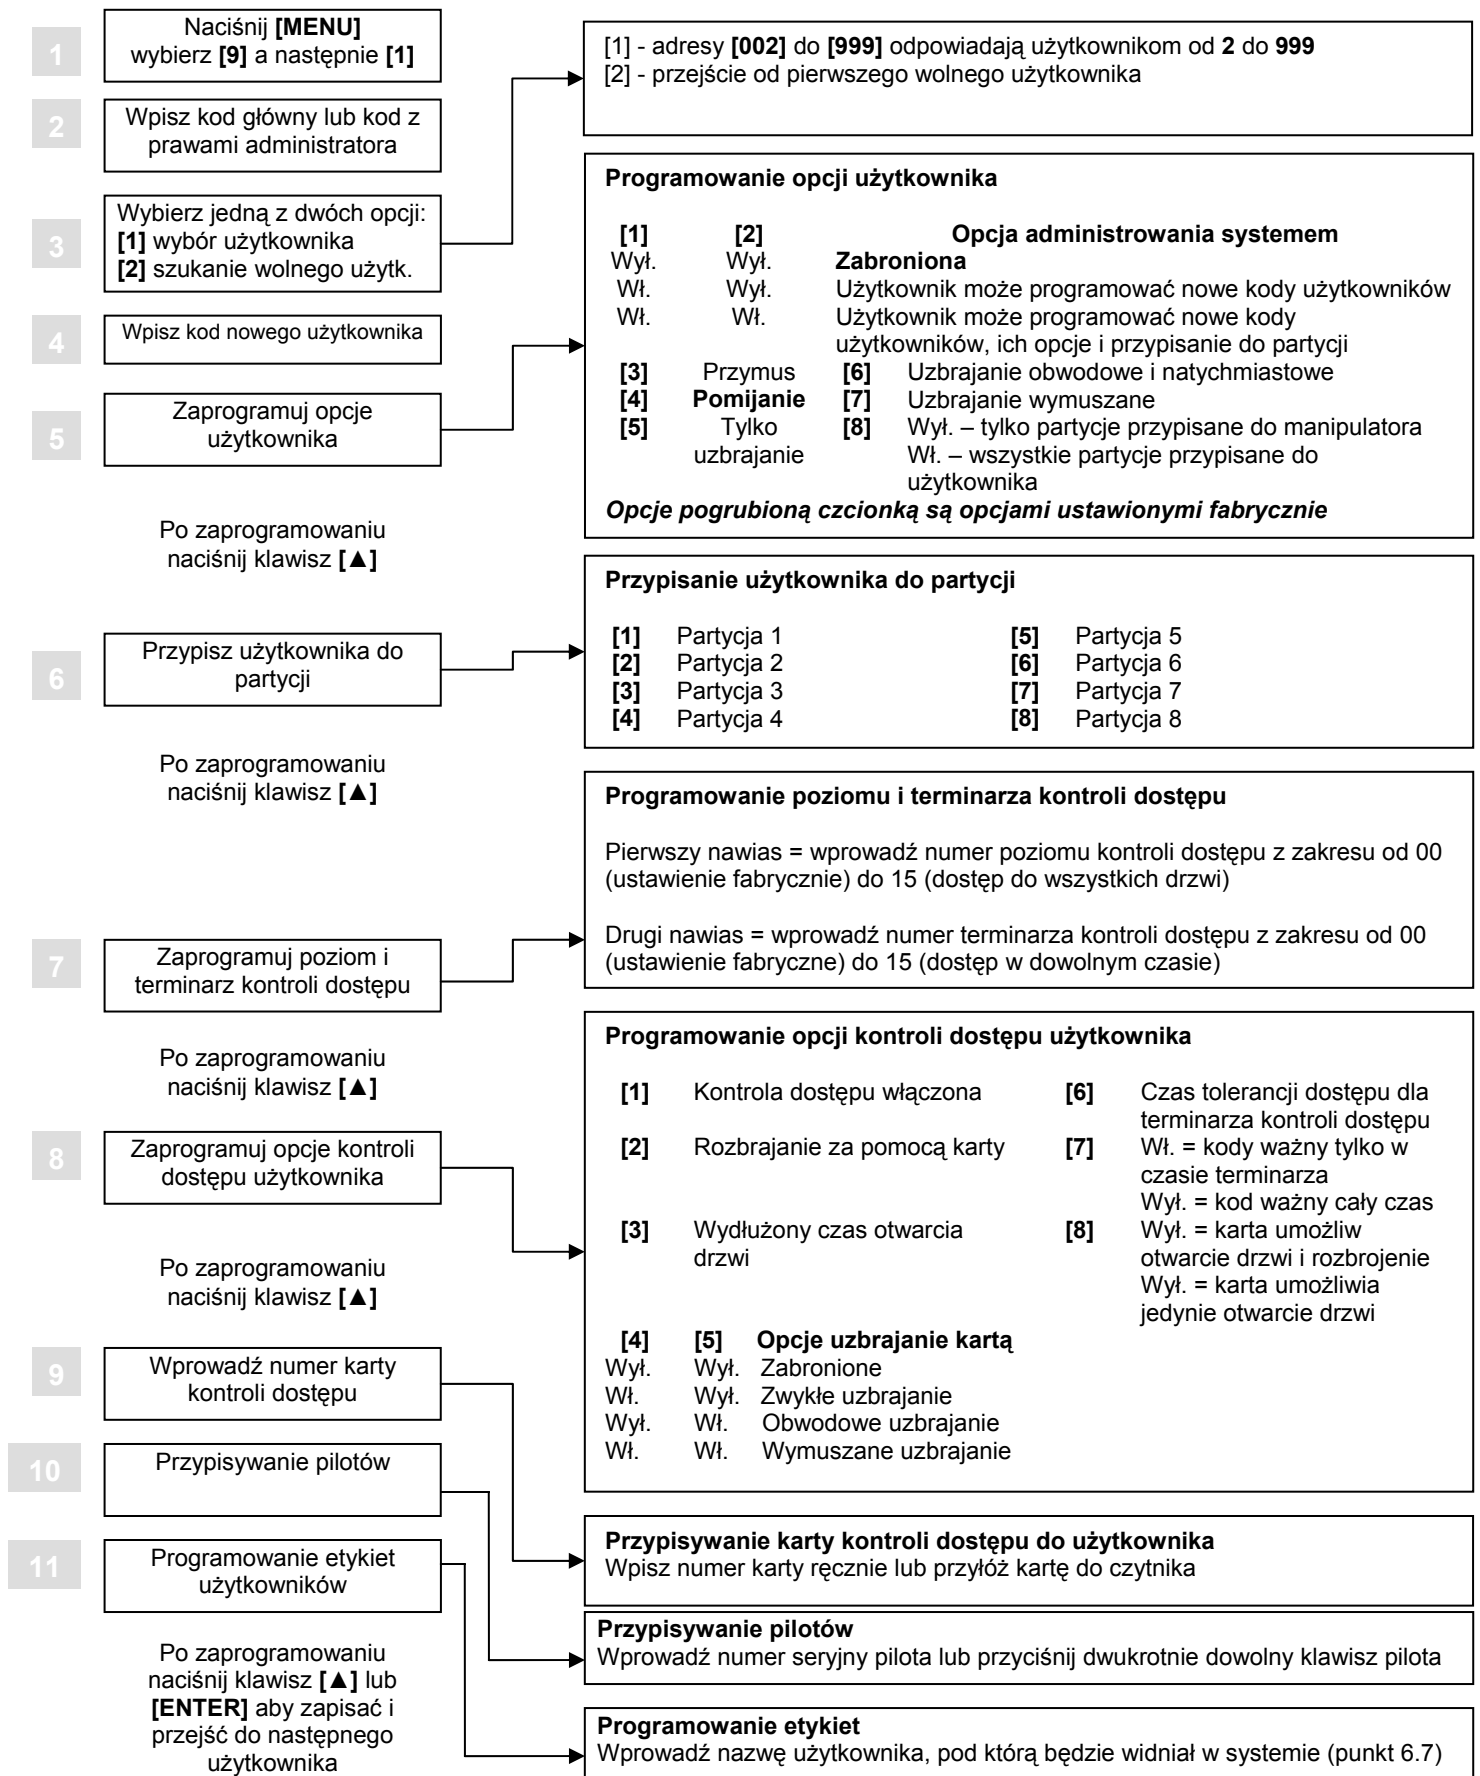 1
Naciśnij [MENU]
wybierz [9] a następnie [1]
2
Wpisz kod główny lub kod z
prawami administratora
3
Wybierz jedną z dwóch opcji:
[1] wybór użytkownika
[2] szukanie wolnego użytk.
4
Wpisz kod nowego użytkownika
5
Zaprogramuj opcje
użytkownika
Po zaprogramowaniu
naciśnij klawisz [▲]
6
Przypisz użytkownika do
partycji
Po zaprogramowaniu
naciśnij klawisz [▲]
7
Zaprogramuj poziom i
terminarz kontroli dostępu
Po zaprogramowaniu
naciśnij klawisz [▲]
8
Zaprogramuj opcje kontroli
dostępu użytkownika
Po zaprogramowaniu
naciśnij klawisz [▲]
9
Wprowadź numer karty
kontroli dostępu
10
Przypisywanie pilotów
11
Programowanie etykiet
użytkowników
Po zaprogramowaniu
naciśnij klawisz [▲] lub
[ENTER] aby zapisać i
przejść do następnego
użytkownika
[1] - adresy [002] do [999] odpowiadają użytkownikom od 2 do 999
[2] - przejście od pierwszego wolnego użytkownika
Programowanie opcji użytkownika
[1] [2] Opcja administrowania systemem
Wył. Wył. Zabroniona
Wł. Wył. Użytkownik może programować nowe kody użytkowników
Wł. Wł. Użytkownik może programować nowe kody
użytkowników, ich opcje i przypisanie do partycji
[3] Przymus [6] Uzbrajanie obwodowe i natychmiastowe
[4] Pomijanie [7] Uzbrajanie wymuszane
[5] Tylko [8] Wył. – tylko partycje przypisane do manipulatora
uzbrajanie Wł. – wszystkie partycje przypisane do
użytkownika
Opcje pogrubioną czcionką są opcjami ustawionymi fabrycznie
Przypisanie użytkownika do partycji
[1] Partycja 1 [5] Partycja 5
[2] Partycja 2 [6] Partycja 6
[3] Partycja 3 [7] Partycja 7
[4] Partycja 4 [8] Partycja 8
Programowanie poziomu i terminarza kontroli dostępu
Pierwszy nawias = wprowadź numer poziomu kontroli dostępu z zakresu od 00
(ustawienie fabrycznie) do 15 (dostęp do wszystkich drzwi)
Drugi nawias = wprowadź numer terminarza kontroli dostępu z zakresu od 00
(ustawienie fabryczne) do 15 (dostęp w dowolnym czasie)
Programowanie opcji kontroli dostępu użytkownika
[1] Kontrola dostępu włączona [6] Czas tolerancji dostępu dla
terminarza kontroli dostępu
[2] Rozbrajanie za pomocą karty [7] Wł. = kody ważny tylko w
czasie terminarza
Wył. = kod ważny cały czas
[3] Wydłużony czas otwarcia [8] Wył. = karta umożliw
drzwi otwarcie drzwi i rozbrojenie
Wył. = karta umożliwia
jedynie otwarcie drzwi
[4] [5] Opcje uzbrajanie kartą
Wył. Wył. Zabronione
Wł. Wył. Zwykłe uzbrajanie
Wył. Wł. Obwodowe uzbrajanie
Wł. Wł. Wymuszane uzbrajanie
Przypisywanie karty kontroli dostępu do użytkownika
Wpisz numer karty ręcznie lub przyłóż kartę do czytnika
Przypisywanie pilotów
Wprowadź numer seryjny pilota lub przyciśnij dwukrotnie dowolny klawisz pilota
Programowanie etykiet
Wprowadź nazwę użytkownika, pod którą będzie widniał w systemie (punkt 6.7)